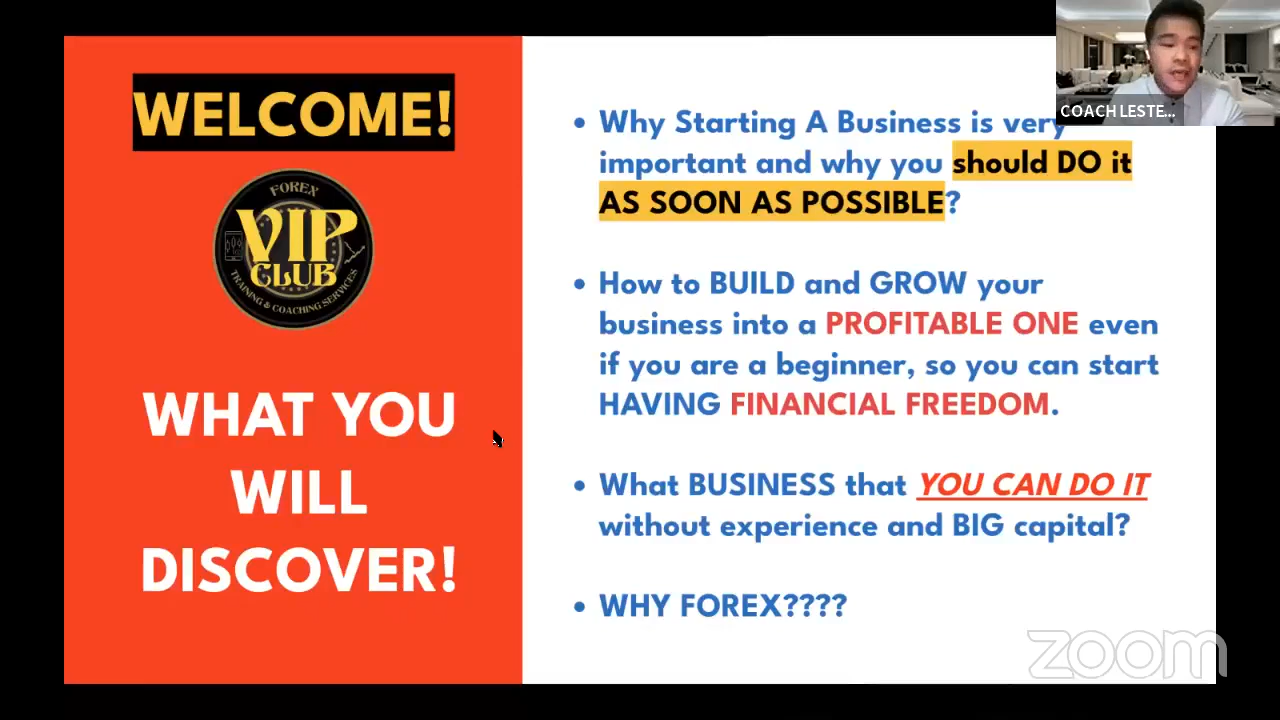 WELCOME!
FOREX
VIP
CLUB
TRAINING & COACHING SERVICES
WHAT YOU
WILL
DISCOVER!
• Why Starting A Business is very
important and why you should DO it
AS SOON AS POSSIBLE?
• How to BUILD and GROW your
business into a PROFITABLE ONE even
if you are a beginner, so you can start
HAVING FINANCIAL FREEDOM.
• What BUSINESS that YOU CAN DO IT
without experience and BIG capital?
• WHY FOREX????
COACH LESTE...
zoom